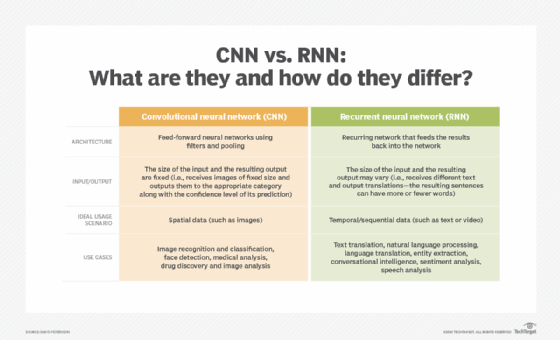 CNN vs. RNN:
What are they and how do they differ?
Convolutional neural network (CNN)
Recurrent neural network (RNN)
ARCHITECTURE
Feed-forward neural networks using
filters and pooling
Recurring network that feeds the results
back into the network
INPUT/OUTPUT
The size of the input and the resulting output
are fixed (i.e., receives images of fixed size and
outputs them to the appropriate category
along with the confidence level of its prediction)
The size of the input and the resulting
output may vary (i.e., receives different text
and output translations—the resulting sentences
can have more or fewer words)
IDEAL USAGE
SCENARIO
Spatial data (such as images)
Temporal/sequential data (such as text or video)
USE CASES
Image recognition and classification,
face detection, medical analysis,
drug discovery and image analysis
Text translation, natural language processing,
language translation, entity extraction,
conversational intelligence, sentiment analysis,
speech analysis
TECHTARGET. ALL RIGHTS RESERVED
TechTarget